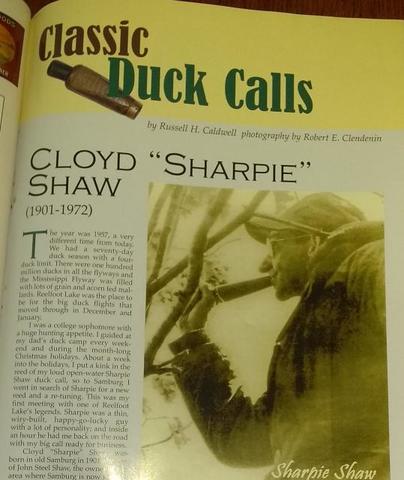 Classic
Duck Calls
by Russell H. Caldwell photography by Robert E. Clendenin
CLOYD "SHARPIE"
SHAW
(1901-1972)
The year was 1957, a very
different time from today.
We had a seventy-day
duck season with a four-
duck limit. There were one hundred
million ducks in all the flyways and
the Mississippi Flyway was filled
with lots of grain and acorn fed mal-
lards. Reelfoot Lake was the place to
be for the big duck flights that
moved through in December and
January.
I was a college sophomore with
a huge hunting appetite. I guided at
my dad's duck camp every week-
end and during the month-long
Christmas holidays. About a week
into the holidays, I put a kink in the
reed of my loud open-water Sharpie
Shaw duck call, so to Samburg I
went in search of Sharpie for a new
reed and a re-tuning. This was my
first meeting with one of Reelfoot
Lake's legends. Sharpie was a thin,
wiry-built, happy-go-lucky guy
with a lot of personality; and inside
an hour he had me back on the road
with my big call ready for business.
Cloyd "Sharpie" Shaw was
born in old Samburg in 1901
of John Steel Shaw, the owner
area where Samburg is now
Sharpie Shaw